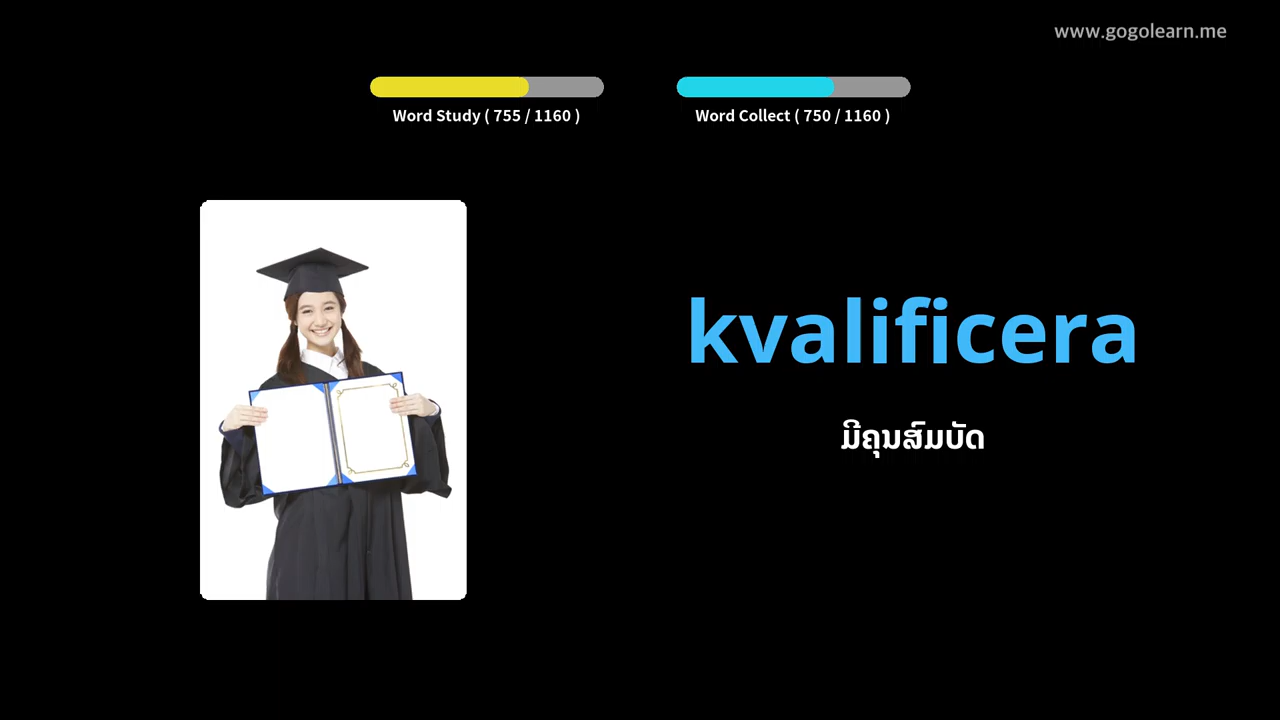 www.gogolearn.me
Word Study ( 755 / 1160 )
Word Collect ( 750 / 1160 )
kvalificera
ມີຄຸນສົມບັດ